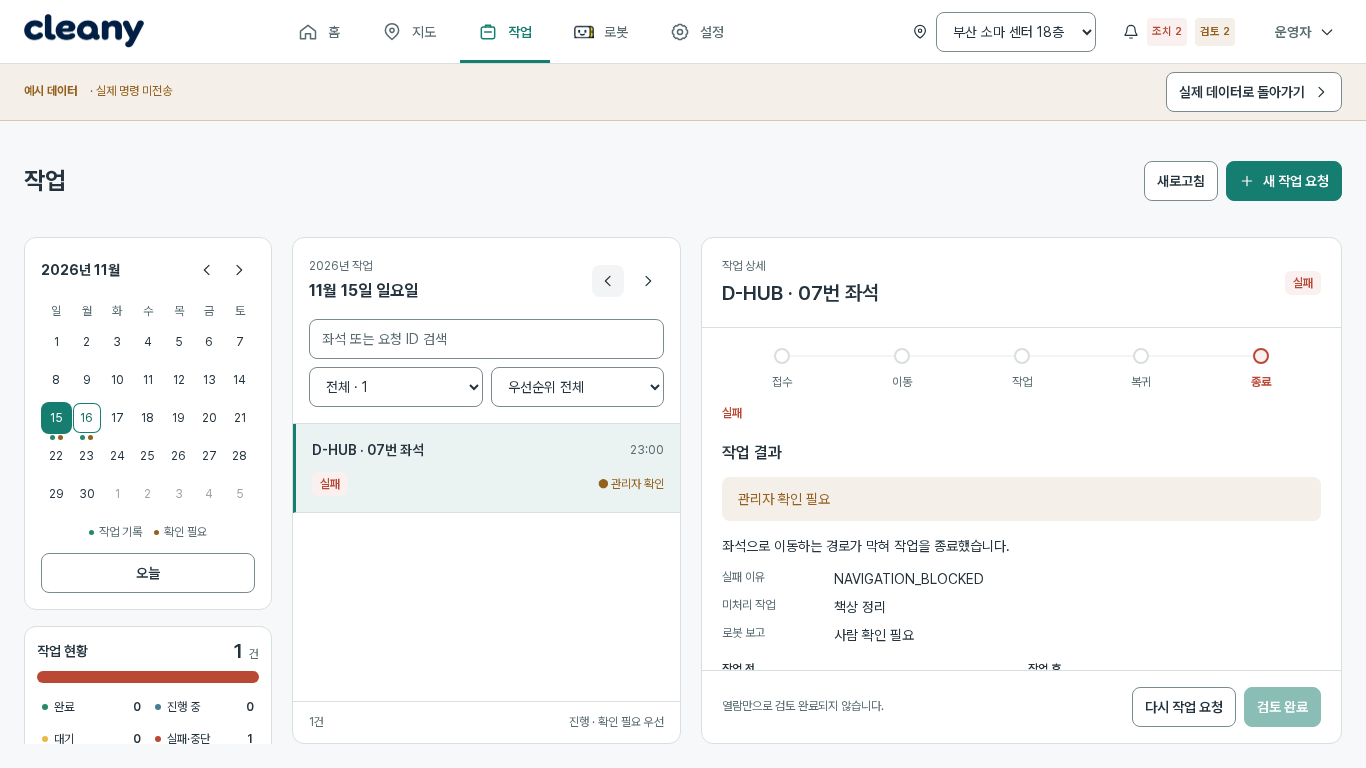 cleany
홈
지도
작업
로봇
설정
부산 소마 센터 18층
조치 2
검토 2
운영자
예시 데이터 · 실제 명령 미전송
실제 데이터로 돌아가기
작업
새로고침
새 작업 요청
2026년 11월
일 월 화 수 목 금 토
1 2 3 4 5 6 7
8 9 10 11 12 13 14
15 16 17 18 19 20 21
22 23 24 25 26 27 28
29 30 1 2 3 4 5
작업 기록 확인 필요
오늘
작업 현황 1 건
완료 0 진행 중 0
대기 0 실패·중단 1
2026년 작업
11월 15일 일요일
좌석 또는 요청 ID 검색
전체 · 1
우선순위 전체
D-HUB · 07번 좌석 23:00
실패 관리자 확인
1건 진행 · 확인 필요 우선
작업 상세
D-HUB · 07번 좌석
실패
접수 이동 작업 복귀 종료
실패
작업 결과
관리자 확인 필요
좌석으로 이동하는 경로가 막혀 작업을 종료했습니다.
실패 이유 NAVIGATION_BLOCKED
미처리 작업 책상 정리
로봇 보고 사람 확인 필요
작업 전 작업 후
열람만으로 검토 완료되지 않습니다.
다시 작업 요청
검토 완료